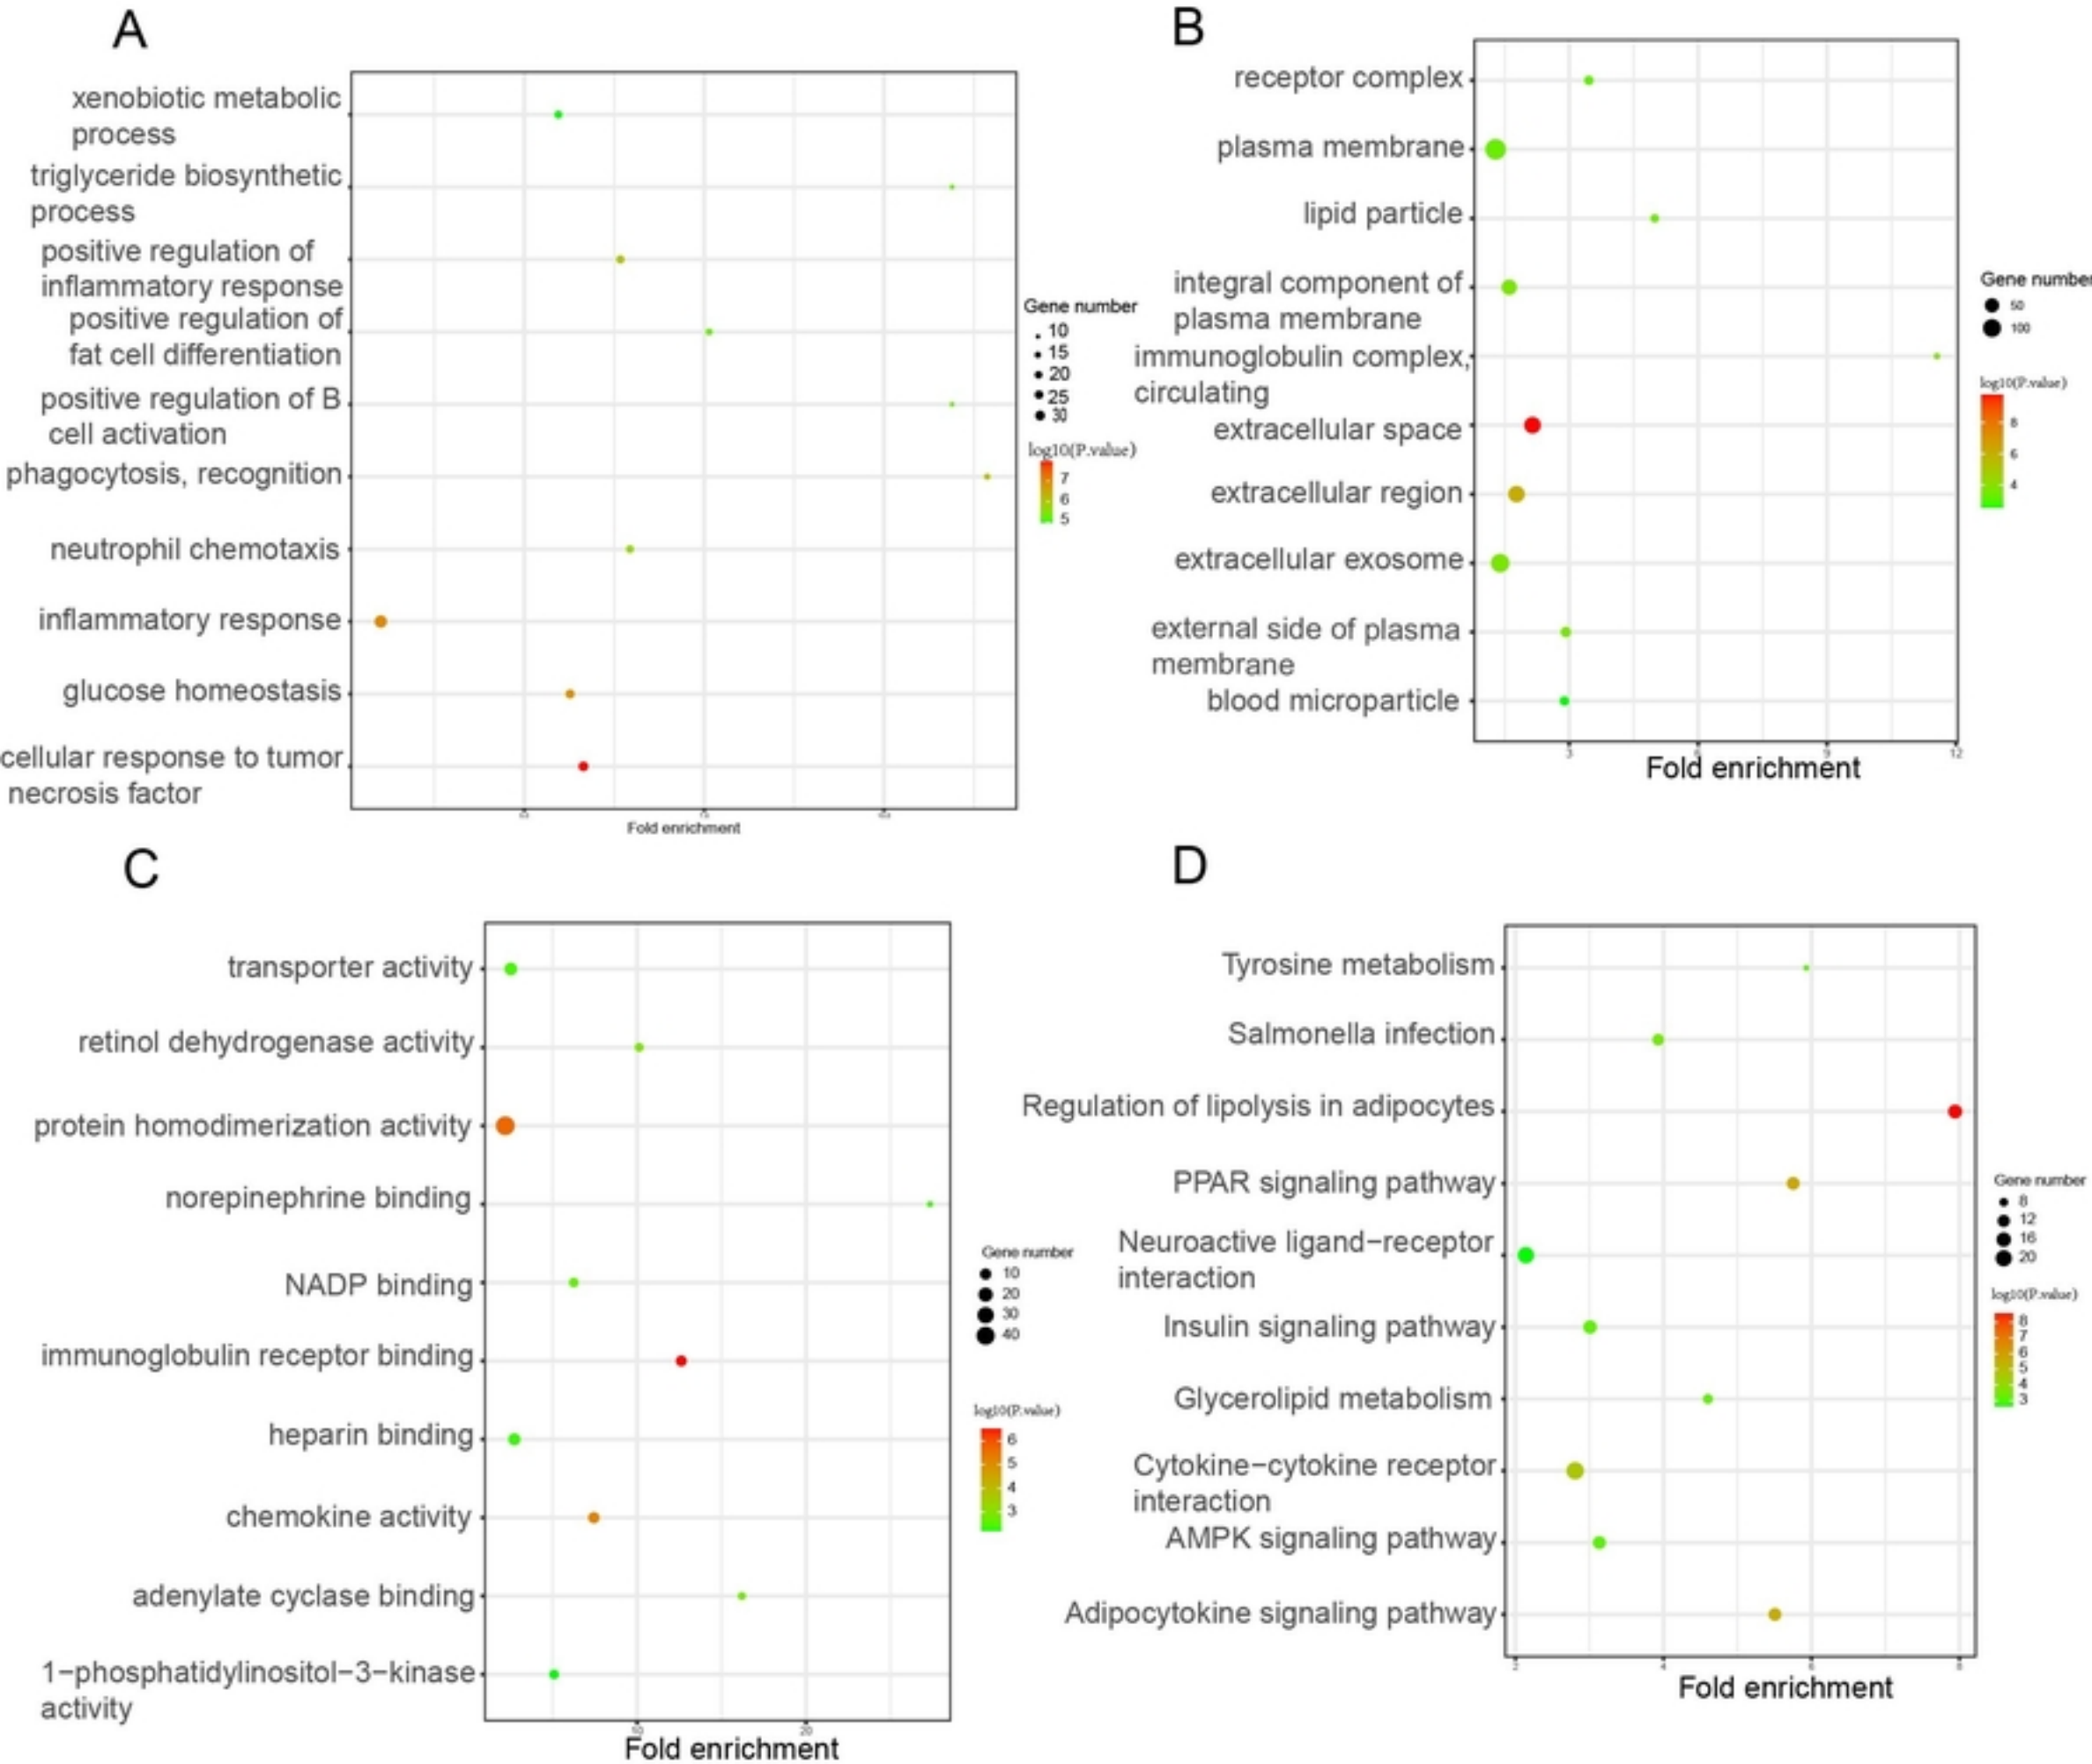 A
xenobiotic metabolic
process
triglyceride biosynthetic
process
positive regulation of
inflammatory response
positive regulation of
fat cell differentiation
positive regulation of B
cell activation
phagocytosis, recognition
neutrophil chemotaxis
inflammatory response
glucose homeostasis
cellular response to tumor
necrosis factor
Fold enrichment
Gene number
10
15
20
25
30
log10(P.value)
7
6
5
B
receptor complex
plasma membrane
lipid particle
integral component of
plasma membrane
immunoglobulin complex,
circulating
extracellular space
extracellular region
extracellular exosome
external side of plasma
membrane
blood microparticle
3
6
9
12
Fold enrichment
Gene number
50
100
log10(P.value)
8
6
4
C
transporter activity
retinol dehydrogenase activity
protein homodimerization activity
norepinephrine binding
NADP binding
immunoglobulin receptor binding
heparin binding
chemokine activity
adenylate cyclase binding
1−phosphatidylinositol−3−kinase
activity
10
20
Fold enrichment
Gene number
10
20
30
40
log10(P.value)
6
5
4
3
D
Tyrosine metabolism
Salmonella infection
Regulation of lipolysis in adipocytes
PPAR signaling pathway
Neuroactive ligand−receptor
interaction
Insulin signaling pathway
Glycerolipid metabolism
Cytokine−cytokine receptor
interaction
AMPK signaling pathway
Adipocytokine signaling pathway
2
4
6
8
Fold enrichment
Gene number
8
12
16
20
log10(P.value)
8
7
6
5
4
3